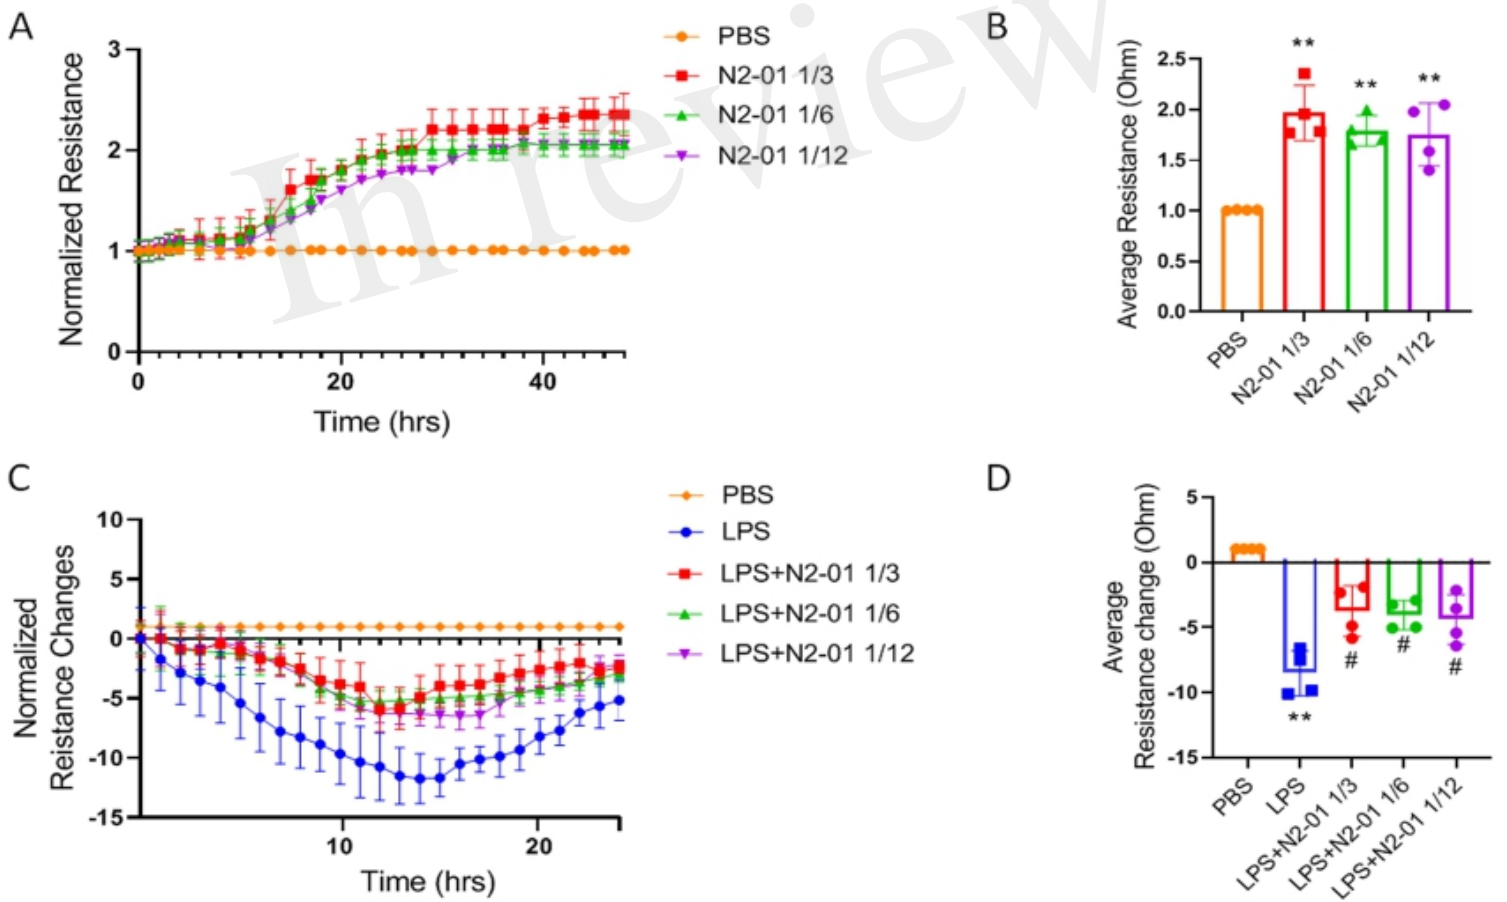 A
Normalized Resistance
3
2
1
0
0
20
40
Time (hrs)
PBS
N2-01 1/3
N2-01 1/6
N2-01 1/12
In review
B
Average Resistance (Ohm)
2.5
2.0
1.5
1.0
0.5
0.0
**
**
**
PBS
N2-01 1/3
N2-01 1/6
N2-01 1/12
C
Normalized
Reistance Changes
10
5
0
-5
-10
-15
10
20
Time (hrs)
PBS
LPS
LPS+N2-01 1/3
LPS+N2-01 1/6
LPS+N2-01 1/12
D
Average
Resistance change (Ohm)
5
0
-5
-10
-15
**
#
#
#
PBS
LPS
LPS+N2-01 1/3
LPS+N2-01 1/6
LPS+N2-01 1/12